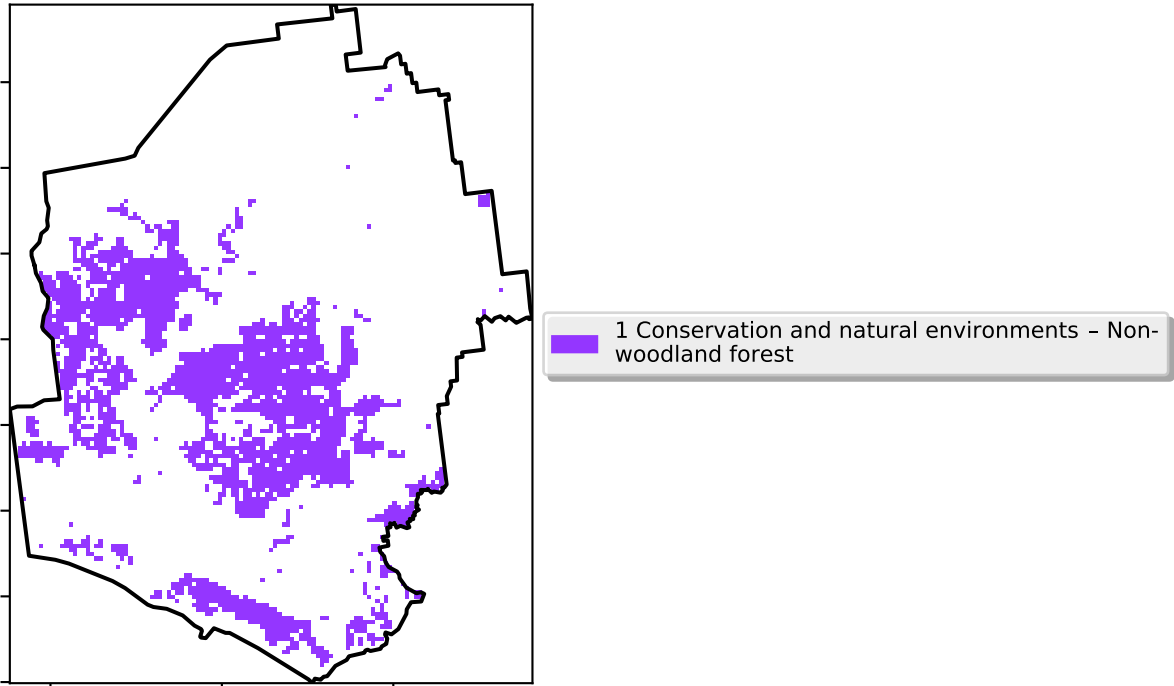 1 Conservation and natural environments – Non-
woodland forest